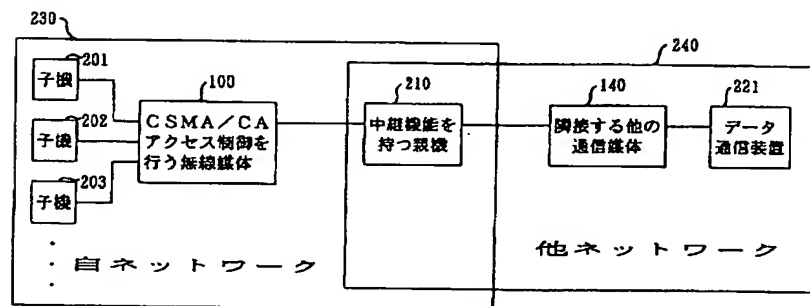 230
240
201
子機
202
子機
203
子機
100
CSMA/CA
アクセス制御を
行う無線媒体
210
中継機能を
持つ親機
140
隣接する他の
通信媒体
221
データ
通信装置
自ネットワーク
他ネットワーク